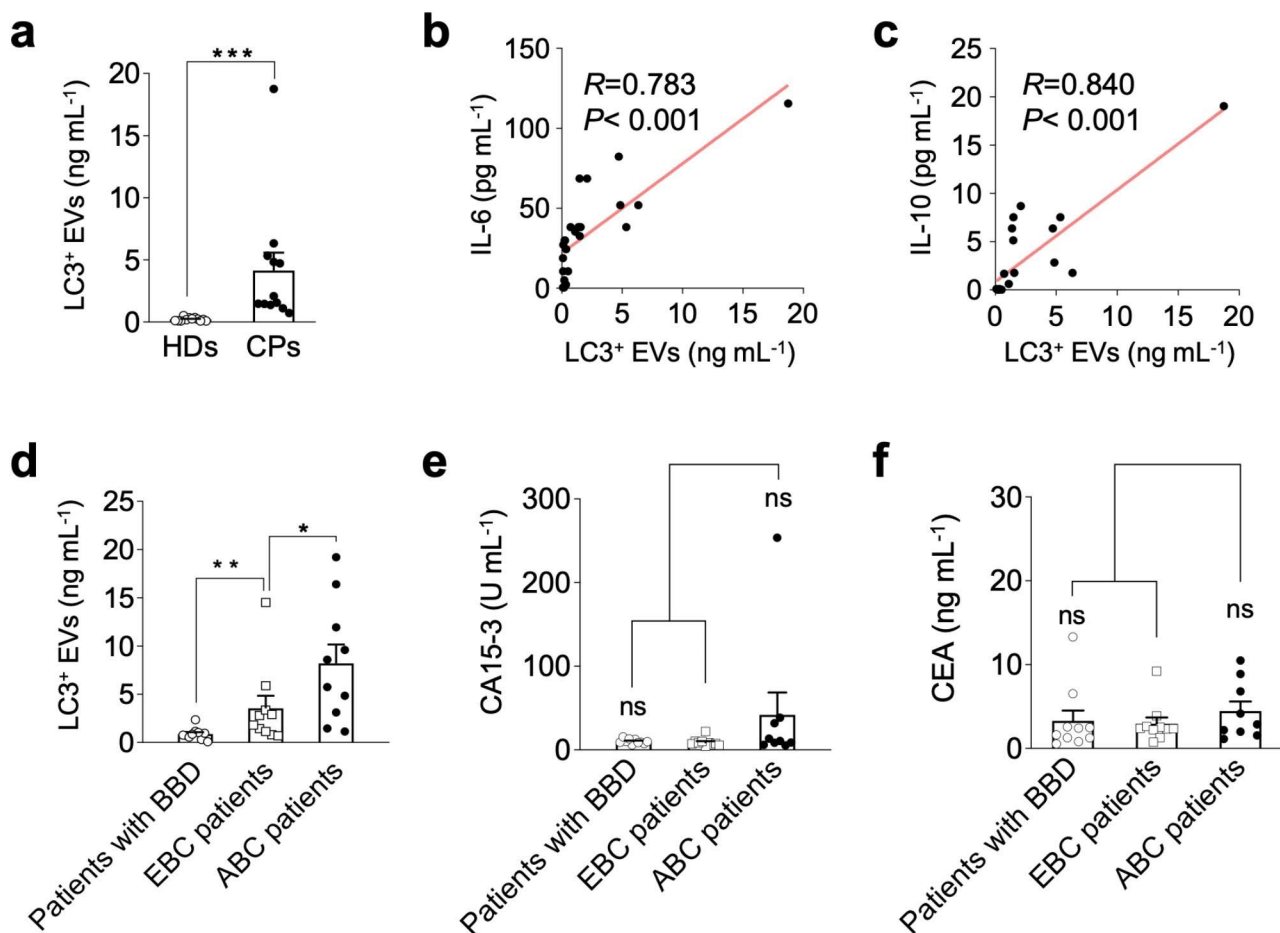 a
***
LC3⁺ EVs (ng mL⁻¹)
20
15
10
5
0
HDs
CPs
b
R=0.783
P< 0.001
IL-6 (pg mL⁻¹)
150
100
50
0
0
5
10
15
20
LC3⁺ EVs (ng mL⁻¹)
c
R=0.840
P< 0.001
IL-10 (pg mL⁻¹)
25
20
15
10
5
0
0
5
10
15
20
LC3⁺ EVs (ng mL⁻¹)
d
**
*
LC3⁺ EVs (ng mL⁻¹)
25
20
15
10
5
0
Patients with BBD
EBC patients
ABC patients
e
ns
ns
CA15-3 (U mL⁻¹)
300
200
100
0
Patients with BBD
EBC patients
ABC patients
f
ns
ns
CEA (ng mL⁻¹)
30
20
10
0
Patients with BBD
EBC patients
ABC patients